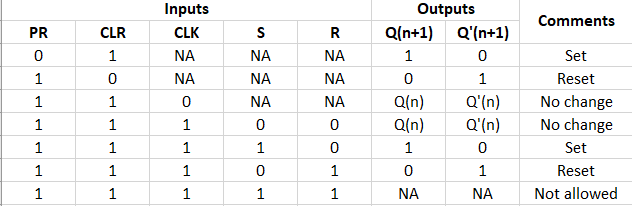 Inputs Outputs Comments
PR CLR CLK S R Q(n+1) Q'(n+1)
0 1 NA NA NA 1 0 Set
1 0 NA NA NA 0 1 Reset
1 1 0 NA NA Q(n) Q'(n) No change
1 1 1 0 0 Q(n) Q'(n) No change
1 1 1 1 0 1 0 Set
1 1 1 0 1 0 1 Reset
1 1 1 1 1 NA NA Not allowed